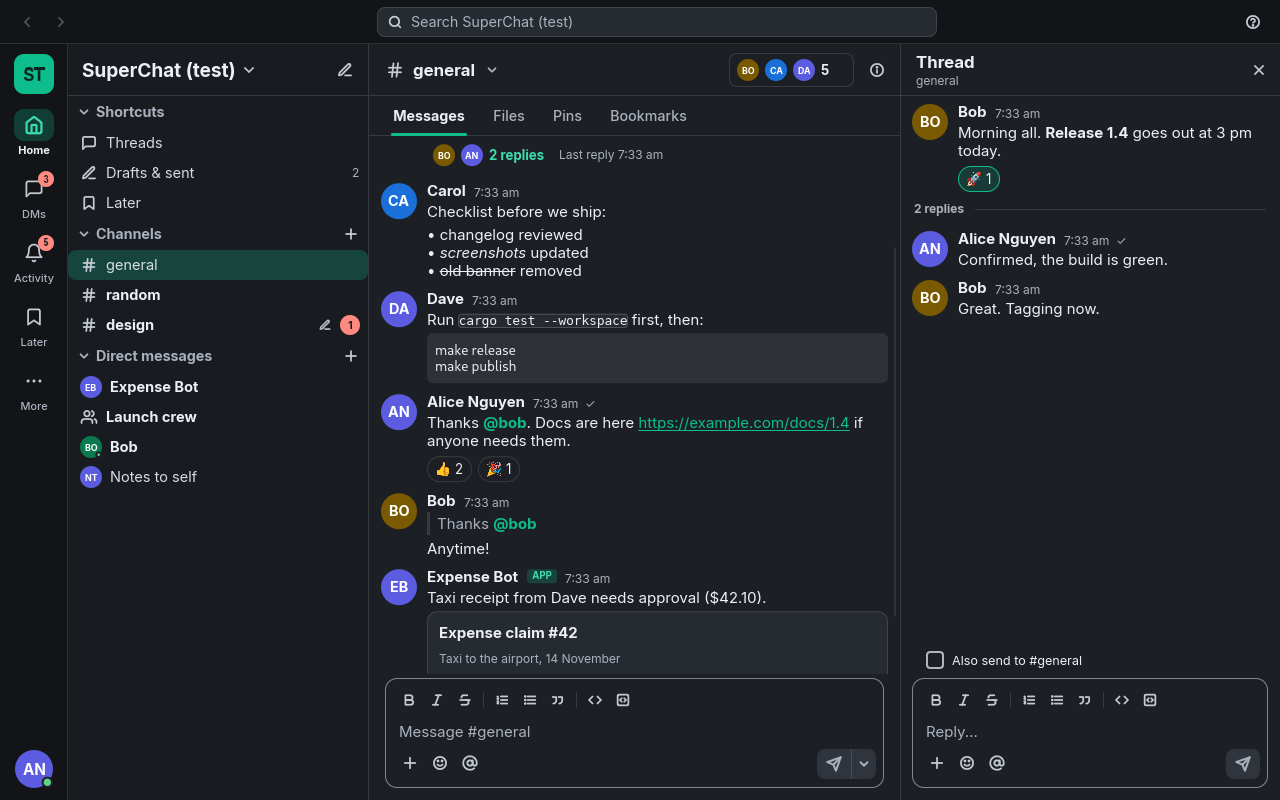 Search SuperChat (test)
ST
Home
3
DMs
5
Activity
Later
More
AN
SuperChat (test)
Shortcuts
Threads
Drafts & sent
2
Later
Channels
general
random
design
1
Direct messages
EB
Expense Bot
Launch crew
BO
Bob
NT
Notes to self
general
BO CA DA 5
Messages Files Pins Bookmarks
BO AN 2 replies Last reply 7:33 am
CA
Carol 7:33 am
Checklist before we ship:
• changelog reviewed
• screenshots updated
• old banner removed
DA
Dave 7:33 am
Run cargo test --workspace first, then:
make release
make publish
AN
Alice Nguyen 7:33 am ✓
Thanks @bob. Docs are here https://example.com/docs/1.4 if
anyone needs them.
👍 2 🎉 1
BO
Bob 7:33 am
Thanks @bob
Anytime!
EB
Expense Bot APP 7:33 am
Taxi receipt from Dave needs approval ($42.10).
Expense claim #42
Taxi to the airport, 14 November
Message #general
Thread
general
BO
Bob 7:33 am
Morning all. Release 1.4 goes out at 3 pm
today.
🚀 1
2 replies
AN
Alice Nguyen 7:33 am ✓
Confirmed, the build is green.
BO
Bob 7:33 am
Great. Tagging now.
Also send to #general
Reply...